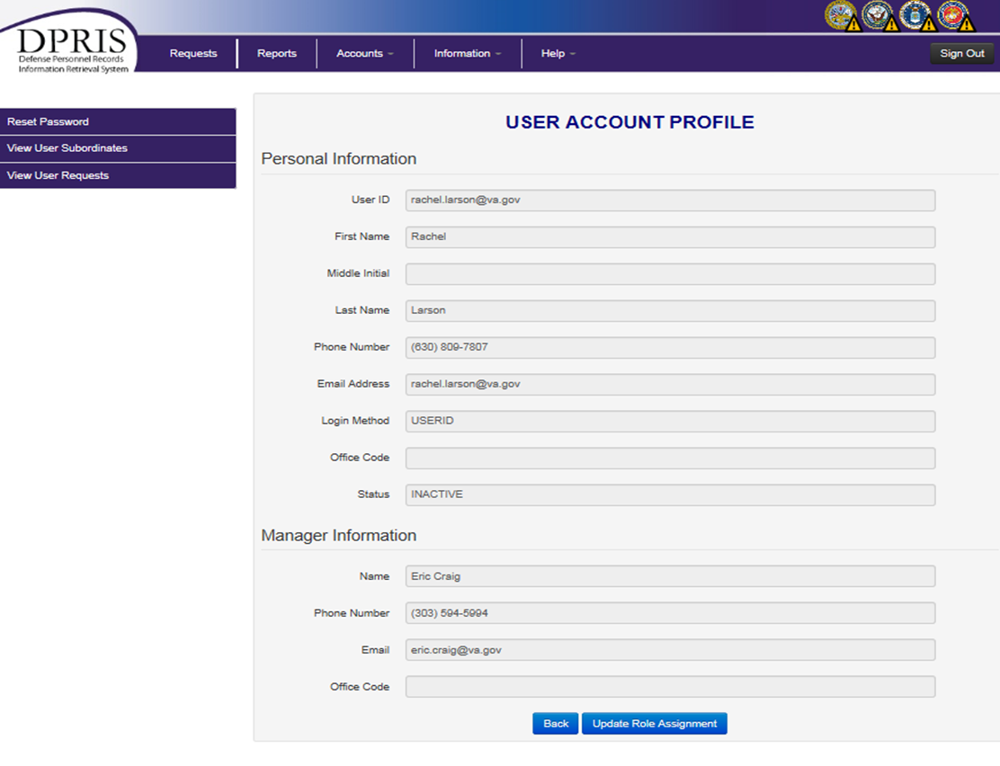 DPRIS
Defense Personnel Records
Information Retrieval System
Requests Reports Accounts Information Help Sign Out
Reset Password
View User Subordinates
View User Requests
USER ACCOUNT PROFILE
Personal Information
User ID rachel.larson@va.gov
First Name Rachel
Middle Initial
Last Name Larson
Phone Number (630) 809-7807
Email Address rachel.larson@va.gov
Login Method USERID
Office Code
Status INACTIVE
Manager Information
Name Eric Craig
Phone Number (303) 594-5994
Email eric.craig@va.gov
Office Code
Back Update Role Assignment